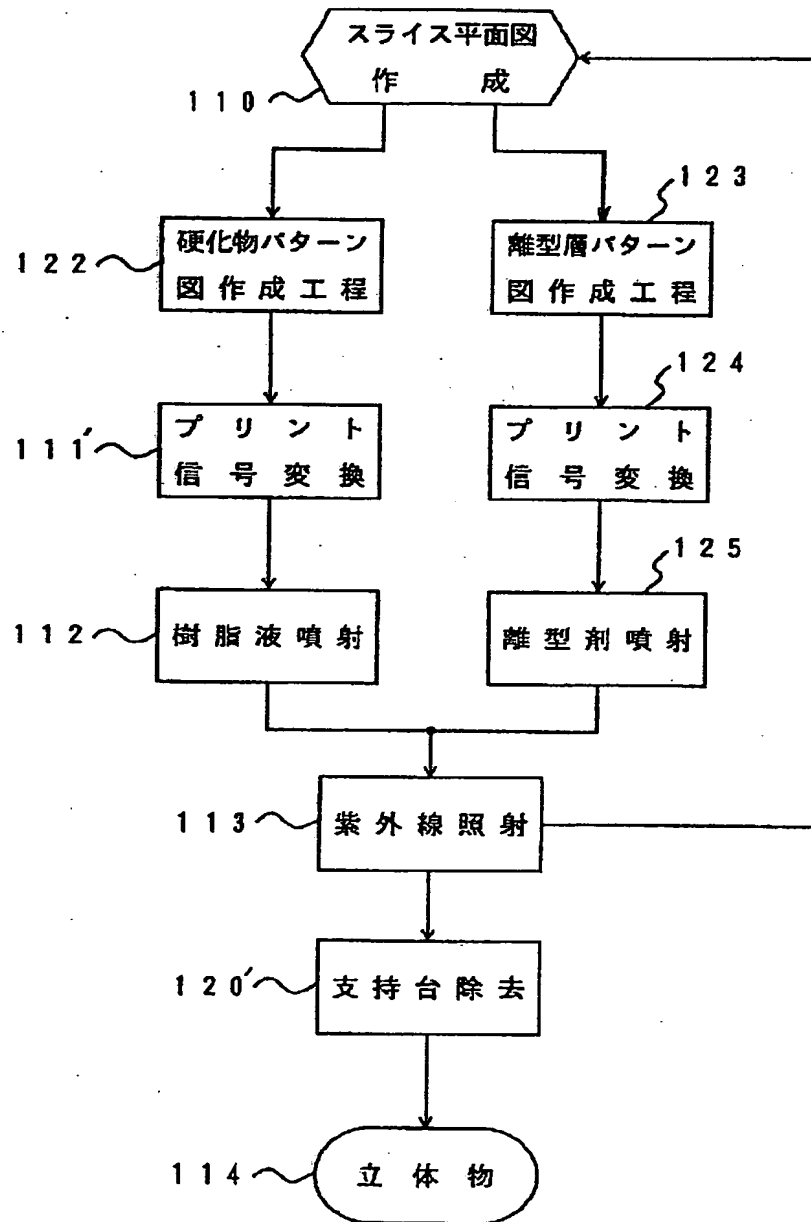 スライス平面図
作成
110
123
硬化物パターン
図作成工程
122
離型層パターン
図作成工程
124
プリント
信号変換
111′
プリント
信号変換
125
112
樹脂液噴射
離型剤噴射
113
紫外線照射
120′
支持台除去
114
立体物